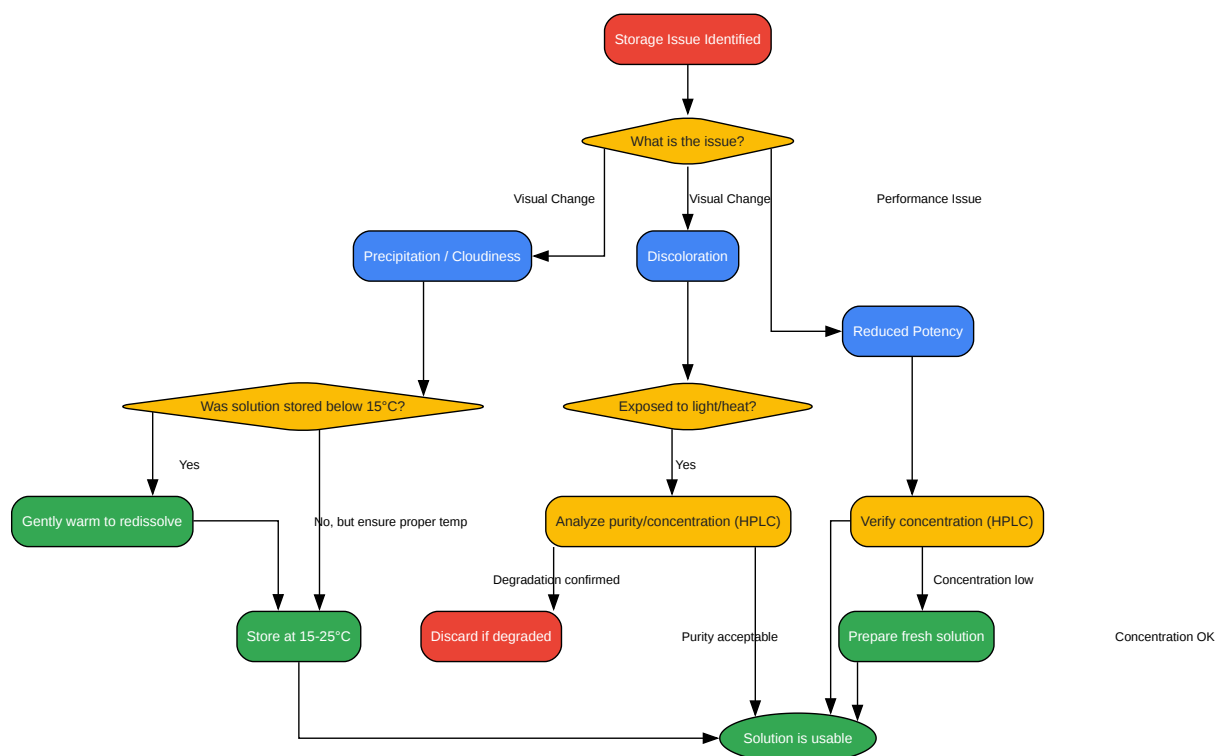 Storage Issue Identified
What is the issue?
Visual Change
Visual Change
Performance Issue
Precipitation / Cloudiness
Discoloration
Reduced Potency
Was solution stored below 15°C?
Exposed to light/heat?
Yes
Yes
Gently warm to redissolve
No, but ensure proper temp
Analyze purity/concentration (HPLC)
Verify concentration (HPLC)
Degradation confirmed
Concentration low
Store at 15-25°C
Discard if degraded
Purity acceptable
Prepare fresh solution
Concentration OK
Solution is usable